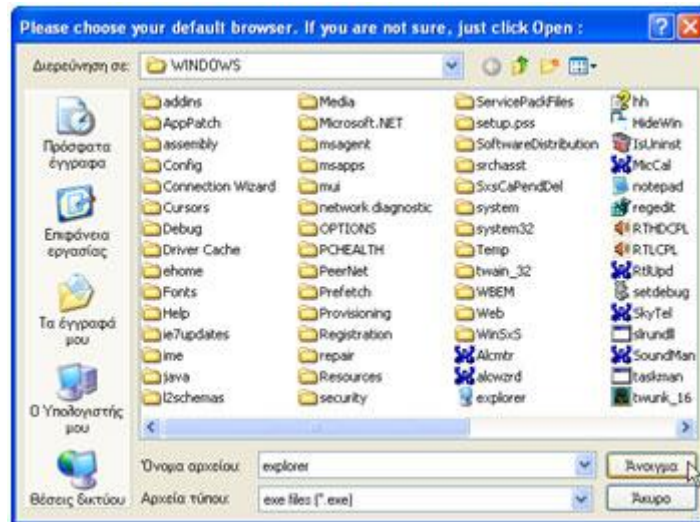 Please choose your default browser. If you are not sure, just click Open :
Διερεύνηση σε:
WINDOWS
Πρόσφατα
έγγραφα
Επιφάνεια
εργασίας
Τα έγγραφά
μου
Ο Υπολογιστής
μου
Θέσεις δικτύου
addins
AppPatch
assembly
Config
Connection Wizard
Cursors
Debug
Driver Cache
ehome
Fonts
Help
ie7updates
ime
java
l2schemas
Media
Microsoft.NET
msagent
msapps
mui
network diagnostic
OPTIONS
PCHEALTH
PeerNet
Prefetch
Provisioning
Registration
repair
Resources
security
ServicePackFiles
setup.pss
SoftwareDistribution
srchasst
SxsCaPendDel
system
system32
Temp
twain_32
WBEM
Web
WinSxS
Alcmtr
alcwzrd
explorer
hh
HideWin
IsUninst
MicCal
notepad
regedit
RTHDCPL
RTLCPL
RtlUpd
setdebug
SkyTel
slrundll
SoundMan
taskman
twunk_16
Όνομα αρχείου:
explorer
Άνοιγμα
Αρχεία τύπου:
exe files (*.exe)
Άκυρο